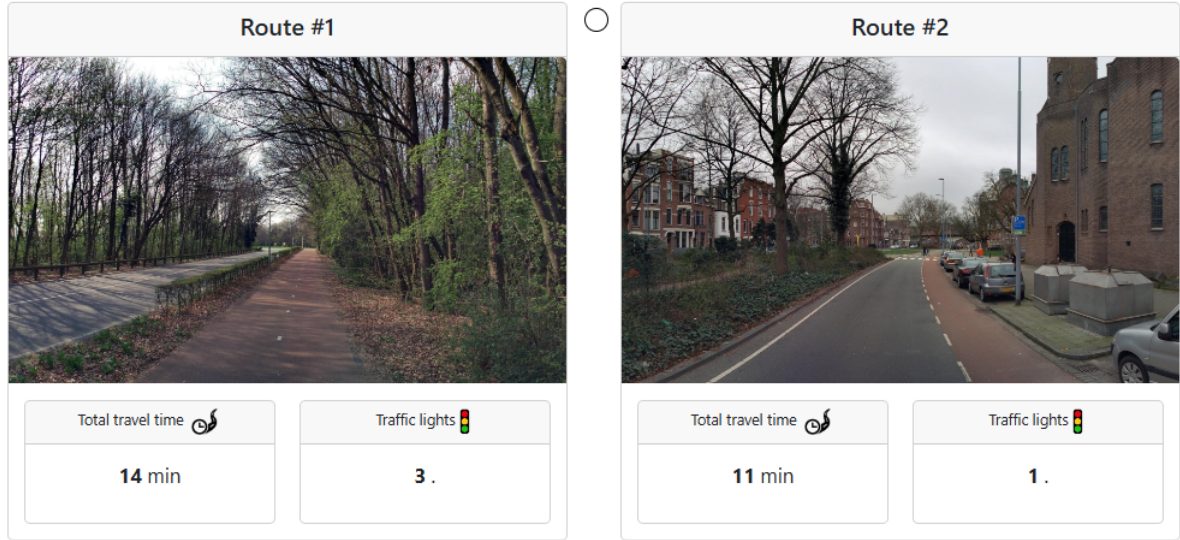 Route #1
Total travel time
Traffic lights
14 min
3 .
Route #2
Total travel time
Traffic lights
11 min
1 .